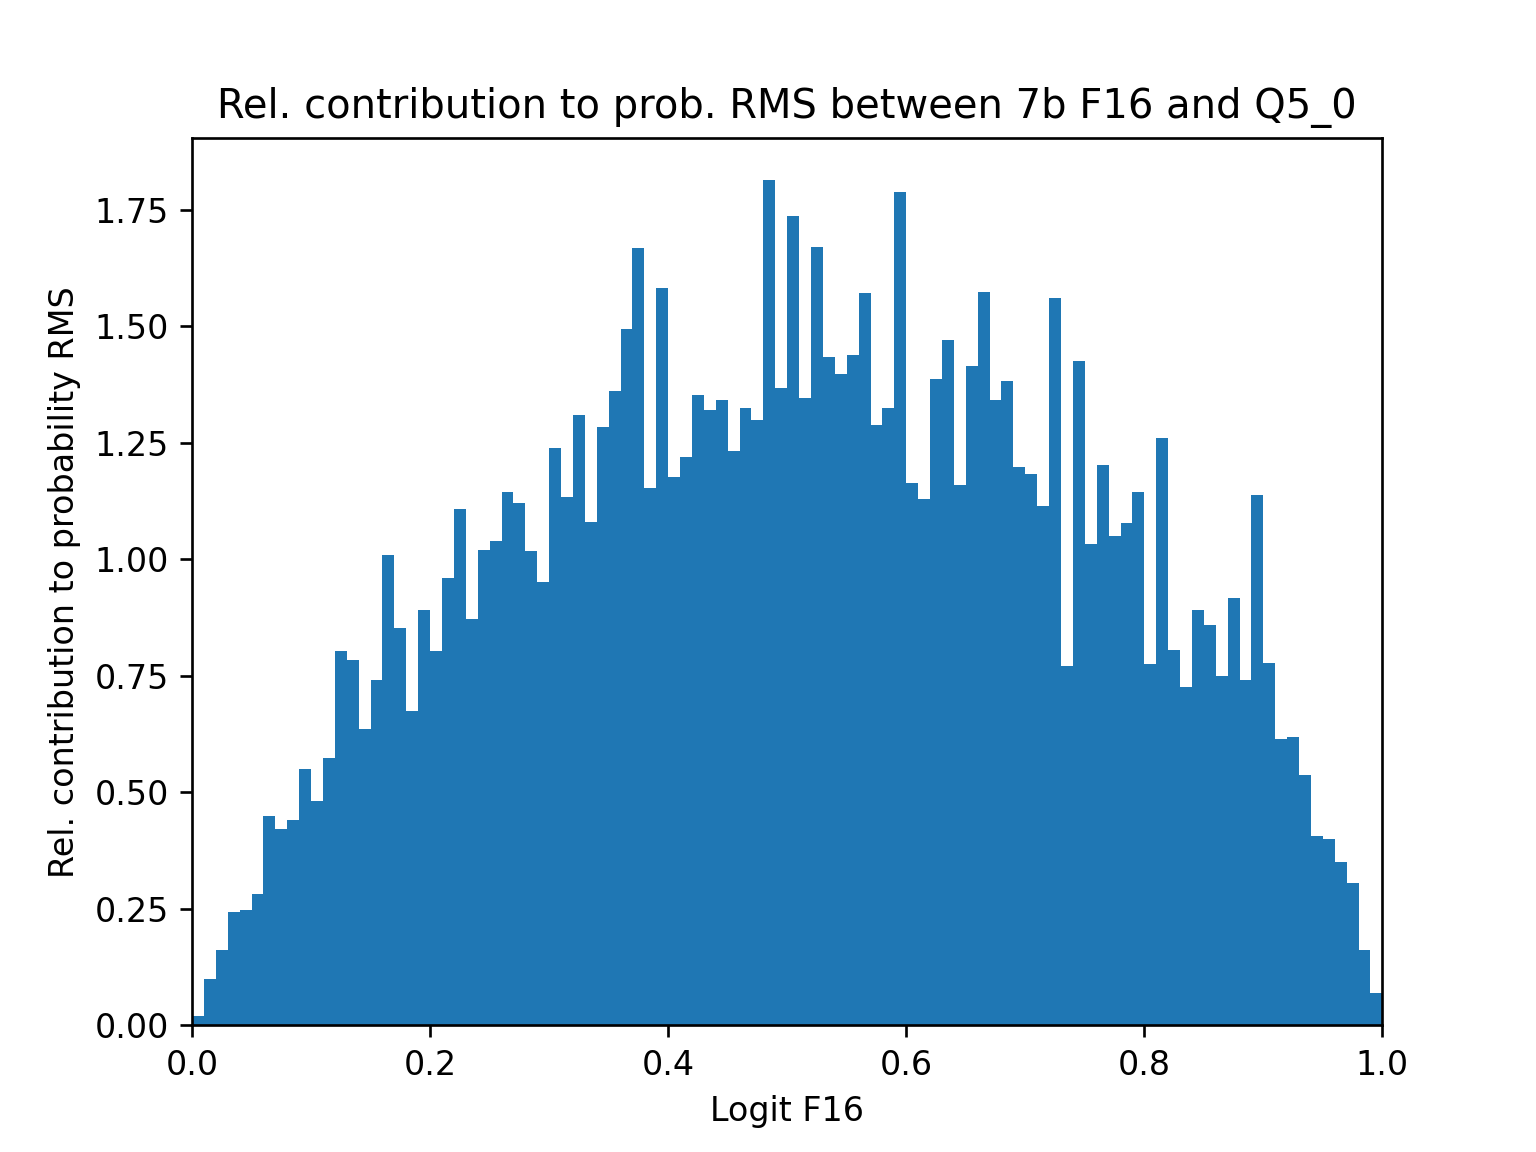 Rel. contribution to prob. RMS between 7b F16 and Q5_0
Rel. contribution to probability RMS
1.75
1.50
1.25
1.00
0.75
0.50
0.25
0.00
0.0 0.2 0.4 0.6 0.8 1.0
Logit F16